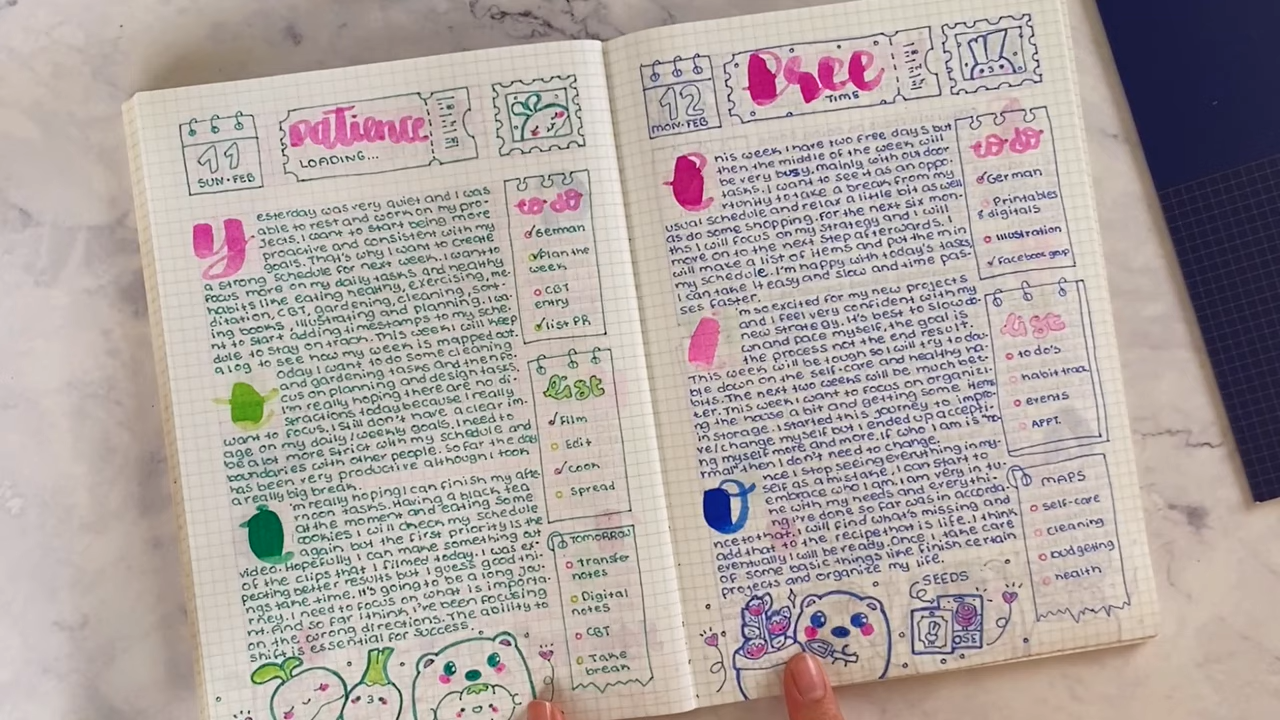 11
SUN·FEB
Patience
LOADING...
Yesterday was very quiet and I was
able to rest and work on my pro-
jects. I want to start being more
proactive and consistent with my
goals. That's why I want to create
a strong schedule for next week. I want to
focus more on my daily tasks and healthy
habits like eating healthy, exercising, me-
ditation, CBT, gardening, cleaning, sort-
ing books, illustrating and planning. I wa-
nt to start adding timestamps to my sche-
dule to stay on track. This week I will keep
a log to see how my week is mapped out.
Today I want to do some cleaning
and gardening tasks and then fo-
cus on planning and design tasks.
I'm really hoping there are no di-
stractions today because I really
want to focus. I still don't have a clear im-
age on my daily/weekly goals. I need to
be a lot more strict with my schedule and
boundaries with other people. So far the day
has been very productive although I took
a really big break.
I'm really hoping I can finish my afte-
rnoon tasks. Having a black tea
at the moment and eating some
cookies. I will check my schedule
again but the first priority is the
video. Hopefully I can make something out
of the clips that I filmed today. I was ex-
pecting better results but I guess good thi-
ngs take time. It's going to be a long jou-
rney. I need to focus on what is importa-
nt and so far I think I've been focusing
on the wrong directions. The ability to
shift is essential for success.
to do
German
Plan the
week
CBT
entry
list PR
list
Film
Edit
cook
spread
TOMORROW
Transfer
notes
Digital
notes
CBT
Take
break
12
MON·FEB
Free
TIME
This week I have two free days but
then the middle of the week will
be very busy, mainly with outdoor
tasks. I want to see it as an oppo-
rtunity to take a break from my
usual schedule and relax a little bit as well
as do some shopping. For the next six mon-
ths I will focus on my strategy and I will
move on to the next step afterwards. I
will make a list of items and put the min
my schedule. I'm happy with today's tasks,
I can take it easy and slow and time pas-
ses faster.
I'm so excited for my new projects
and I feel very confident with my
new strategy. It's best to slow do-
wn and pace myself, the goal is
the process not the end result.
This week will be tough so I will try to dou-
ble down on the self-care and healthy ha-
bits. The next two weeks will be much bet-
ter. This week I want to focus on organizi-
ng the house a bit and getting some items
in storage. I started this journey to impro-
ve/change myself but I ended up accepti-
ng myself more and more. If who I am is "no
rmal" then I don't need to change.
Once I stop seeing everything in my-
self as a mistake, I can start to
embrace who I am. I am very in tu-
ne with my needs and everythi-
ng I've done so far was in accorda-
nce to that. I will find what's missing and
add that to the recipe that is life. I think
eventually I will be ready. Once I take care
of some basic things like finish certain
projects and organize my life.
to do
German
Printables
& digitals
Illustration
Facebook group
list
to do's
habit trac
events
APPT.
MAPS
self-care
cleaning
budgeting
health
SEEDS
OSE